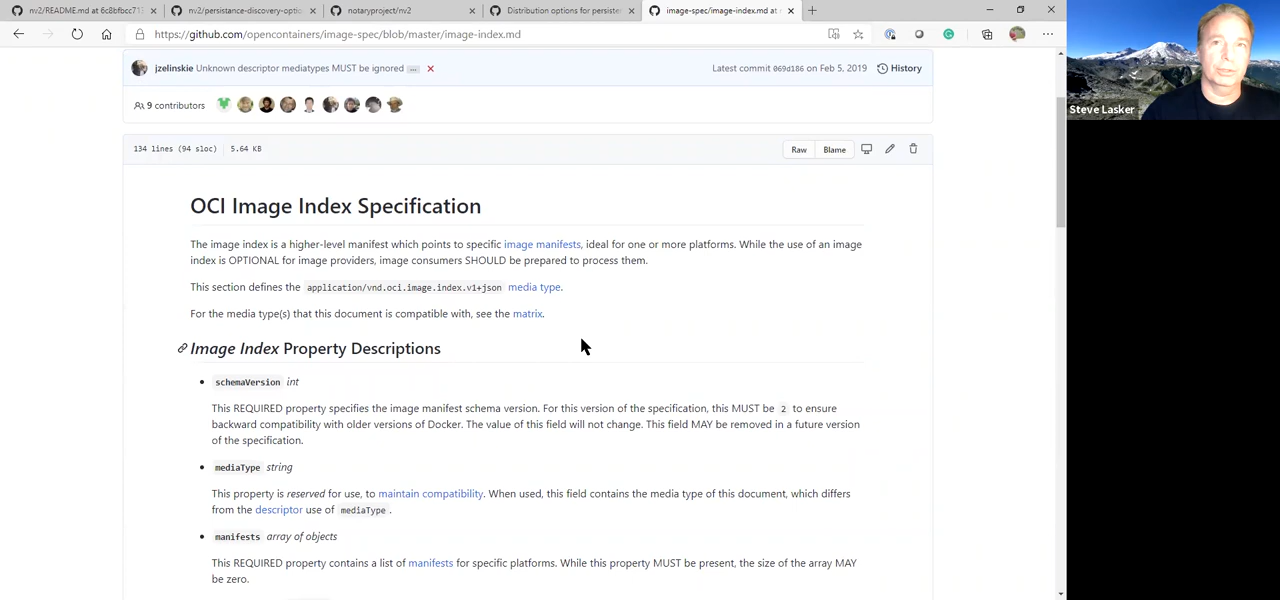 nv2/README.md at 6c8bfbcc713
nv2/persistance-discovery-optio
notaryproject/nv2
Distribution options for persiste
image-spec/image-index.md at
https://github.com/opencontainers/image-spec/blob/master/image-index.md
jzelinskie Unknown descriptor mediatypes MUST be ignored ...
Latest commit 069d186 on Feb 5, 2019 History
9 contributors
134 lines (94 sloc) 5.64 KB
Raw Blame
OCI Image Index Specification
The image index is a higher-level manifest which points to specific image manifests, ideal for one or more platforms. While the use of an image
index is OPTIONAL for image providers, image consumers SHOULD be prepared to process them.
This section defines the application/vnd.oci.image.index.v1+json media type.
For the media type(s) that this document is compatible with, see the matrix.
Image Index Property Descriptions
schemaVersion int
This REQUIRED property specifies the image manifest schema version. For this version of the specification, this MUST be 2 to ensure
backward compatibility with older versions of Docker. The value of this field will not change. This field MAY be removed in a future version
of the specification.
mediaType string
This property is reserved for use, to maintain compatibility. When used, this field contains the media type of this document, which differs
from the descriptor use of mediaType.
manifests array of objects
This REQUIRED property contains a list of manifests for specific platforms. While this property MUST be present, the size of the array MAY
be zero.
Steve Lasker